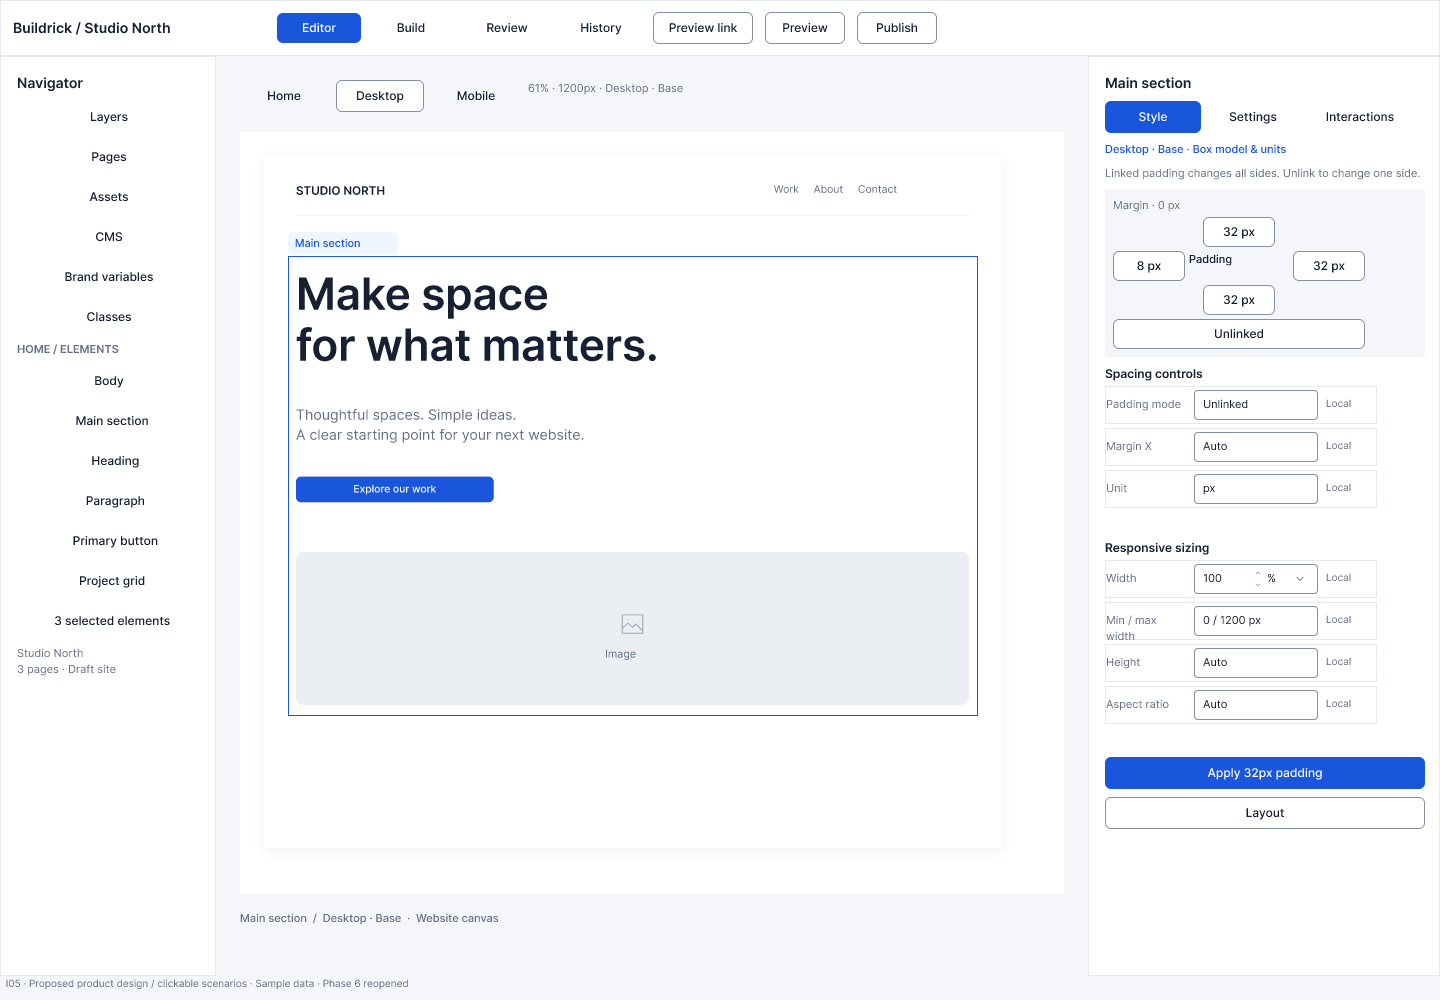 Buildrick / Studio North
Editor
Build
Review
History
Preview link
Preview
Publish
Navigator
Layers
Pages
Assets
CMS
Brand variables
Classes
HOME / ELEMENTS
Body
Main section
Heading
Paragraph
Primary button
Project grid
3 selected elements
Studio North
3 pages · Draft site
Home
Desktop
Mobile
61% · 1200px · Desktop · Base
STUDIO NORTH
Work
About
Contact
Main section
Make space
for what matters.
Thoughtful spaces. Simple ideas.
A clear starting point for your next website.
Explore our work
Image
Main section / Desktop · Base · Website canvas
Main section
Style
Settings
Interactions
Desktop · Base · Box model & units
Linked padding changes all sides. Unlink to change one side.
Margin · 0 px
32 px
8 px
Padding
32 px
32 px
Unlinked
Spacing controls
Padding mode
Unlinked
Local
Margin X
Auto
Local
Unit
px
Local
Responsive sizing
Width
100
%
Local
Min / max
width
0 / 1200 px
Local
Height
Auto
Local
Aspect ratio
Auto
Local
Apply 32px padding
Layout
I05 · Proposed product design / clickable scenarios · Sample data · Phase 6 reopened